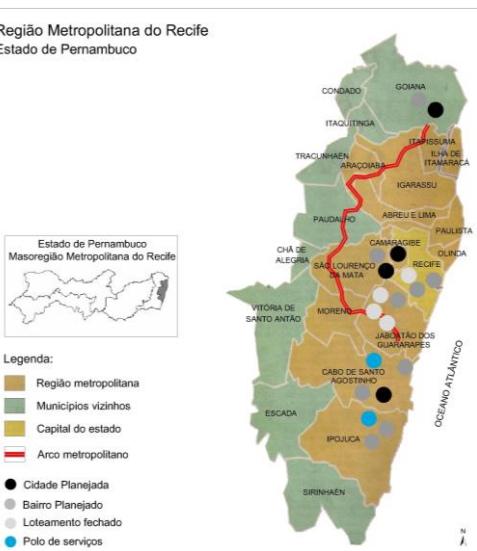 Região Metropolitana do Recife
Estado de Pernambuco
GOIANA
CONDADO
ITAQUITINGA
ITAPISSUMA
TRACUNHAÉN
ILHA DE
ITAMARACÁ
ARAÇOIABA
IGARASSU
PAUDALHO
ABREU E LIMA
PAULISTA
CAMARAGIBE
OLINDA
CHÃ DE
ALEGRIA
SÃO LOURENÇO
DA MATA
RECIFE
VITÓRIA DE
SANTO ANTÃO
MORENO
JABOATÃO DOS
GUARARAPES
CABO DE SANTO
AGOSTINHO
OCEANO ATLÂNTICO
ESCADA
IPOJUCA
SIRINHAÉN
Estado de Pernambuco
Masoregião Metropolitana do Recife
Legenda:
Região metropolitana
Municípios vizinhos
Capital do estado
Arco metropolitano
Cidade Planejada
Bairro Planejado
Loteamento fechado
Polo de serviços
N